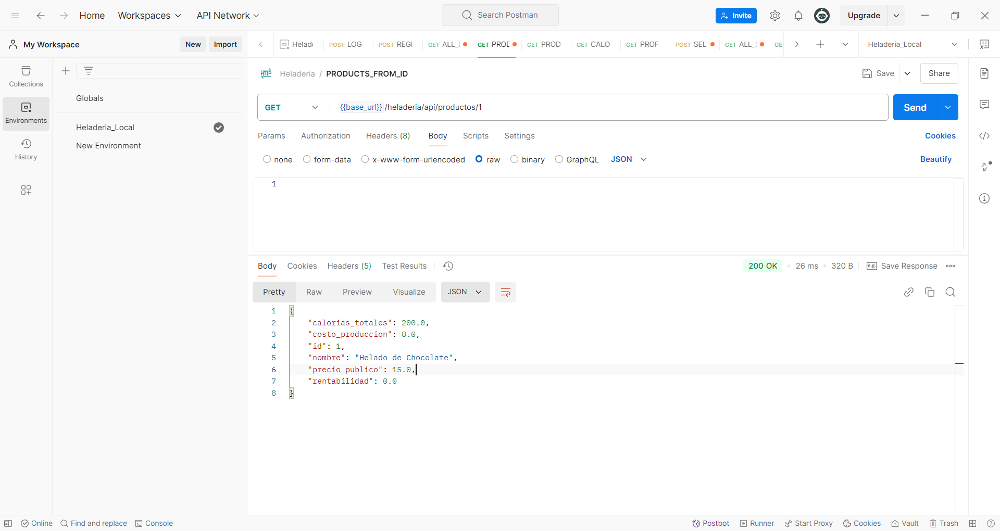 Home Workspaces API Network Search Postman Invite Upgrade
My Workspace New Import
Helade POST LOG POST REGI GET ALL_I GET PROD GET PROD GET CALO GET PROF POST SEL GET ALL_I GET Heladeria_Local
Collections
Environments
History
Globals
Heladeria_Local
New Environment
HTTP Heladeria / PRODUCTS_FROM_ID Save Share
GET {{base_url}} /heladeria/api/productos/1 Send
Params Authorization Headers (8) Body Scripts Settings Cookies
none form-data x-www-form-urlencoded raw binary GraphQL JSON Beautify
1
Body Cookies Headers (5) Test Results 200 OK • 26 ms • 320 B e.g. Save Response
Pretty Raw Preview Visualize JSON
1 {
2 "calorias_totales": 200.0,
3 "costo_produccion": 8.0,
4 "id": 1,
5 "nombre": "Helado de Chocolate",
6 "precio_publico": 15.0,
7 "rentabilidad": 0.0
8 }
Online Find and replace Console Postbot Runner Start Proxy Cookies Vault Trash